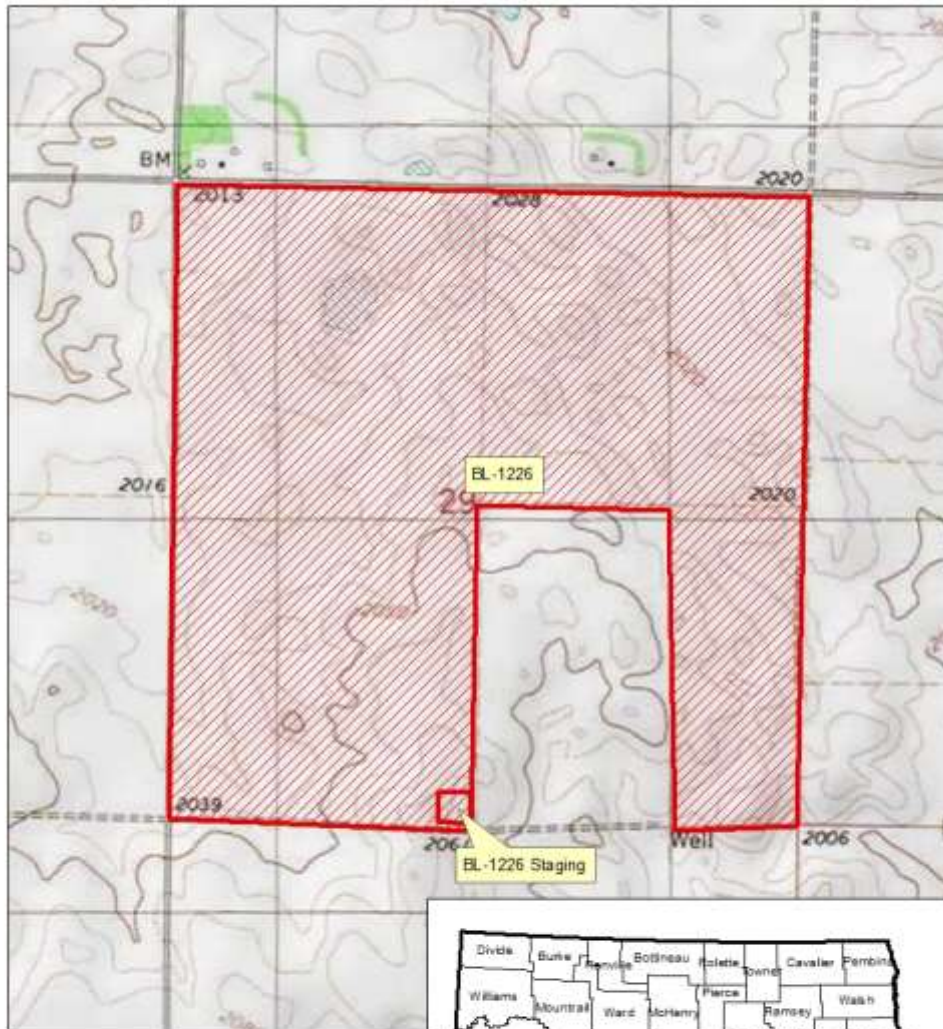 BM
2013
2028
2020
2016
29
BL-1226
2020
2020
2039
Well
2006
BL-1226 Staging
Divide
Burke
Renville
Bottineau
Rolette
Towner
Cavalier
Pembina
Williams
Mountrail
Ward
McHenry
Pierce
Ramsey
Walsh